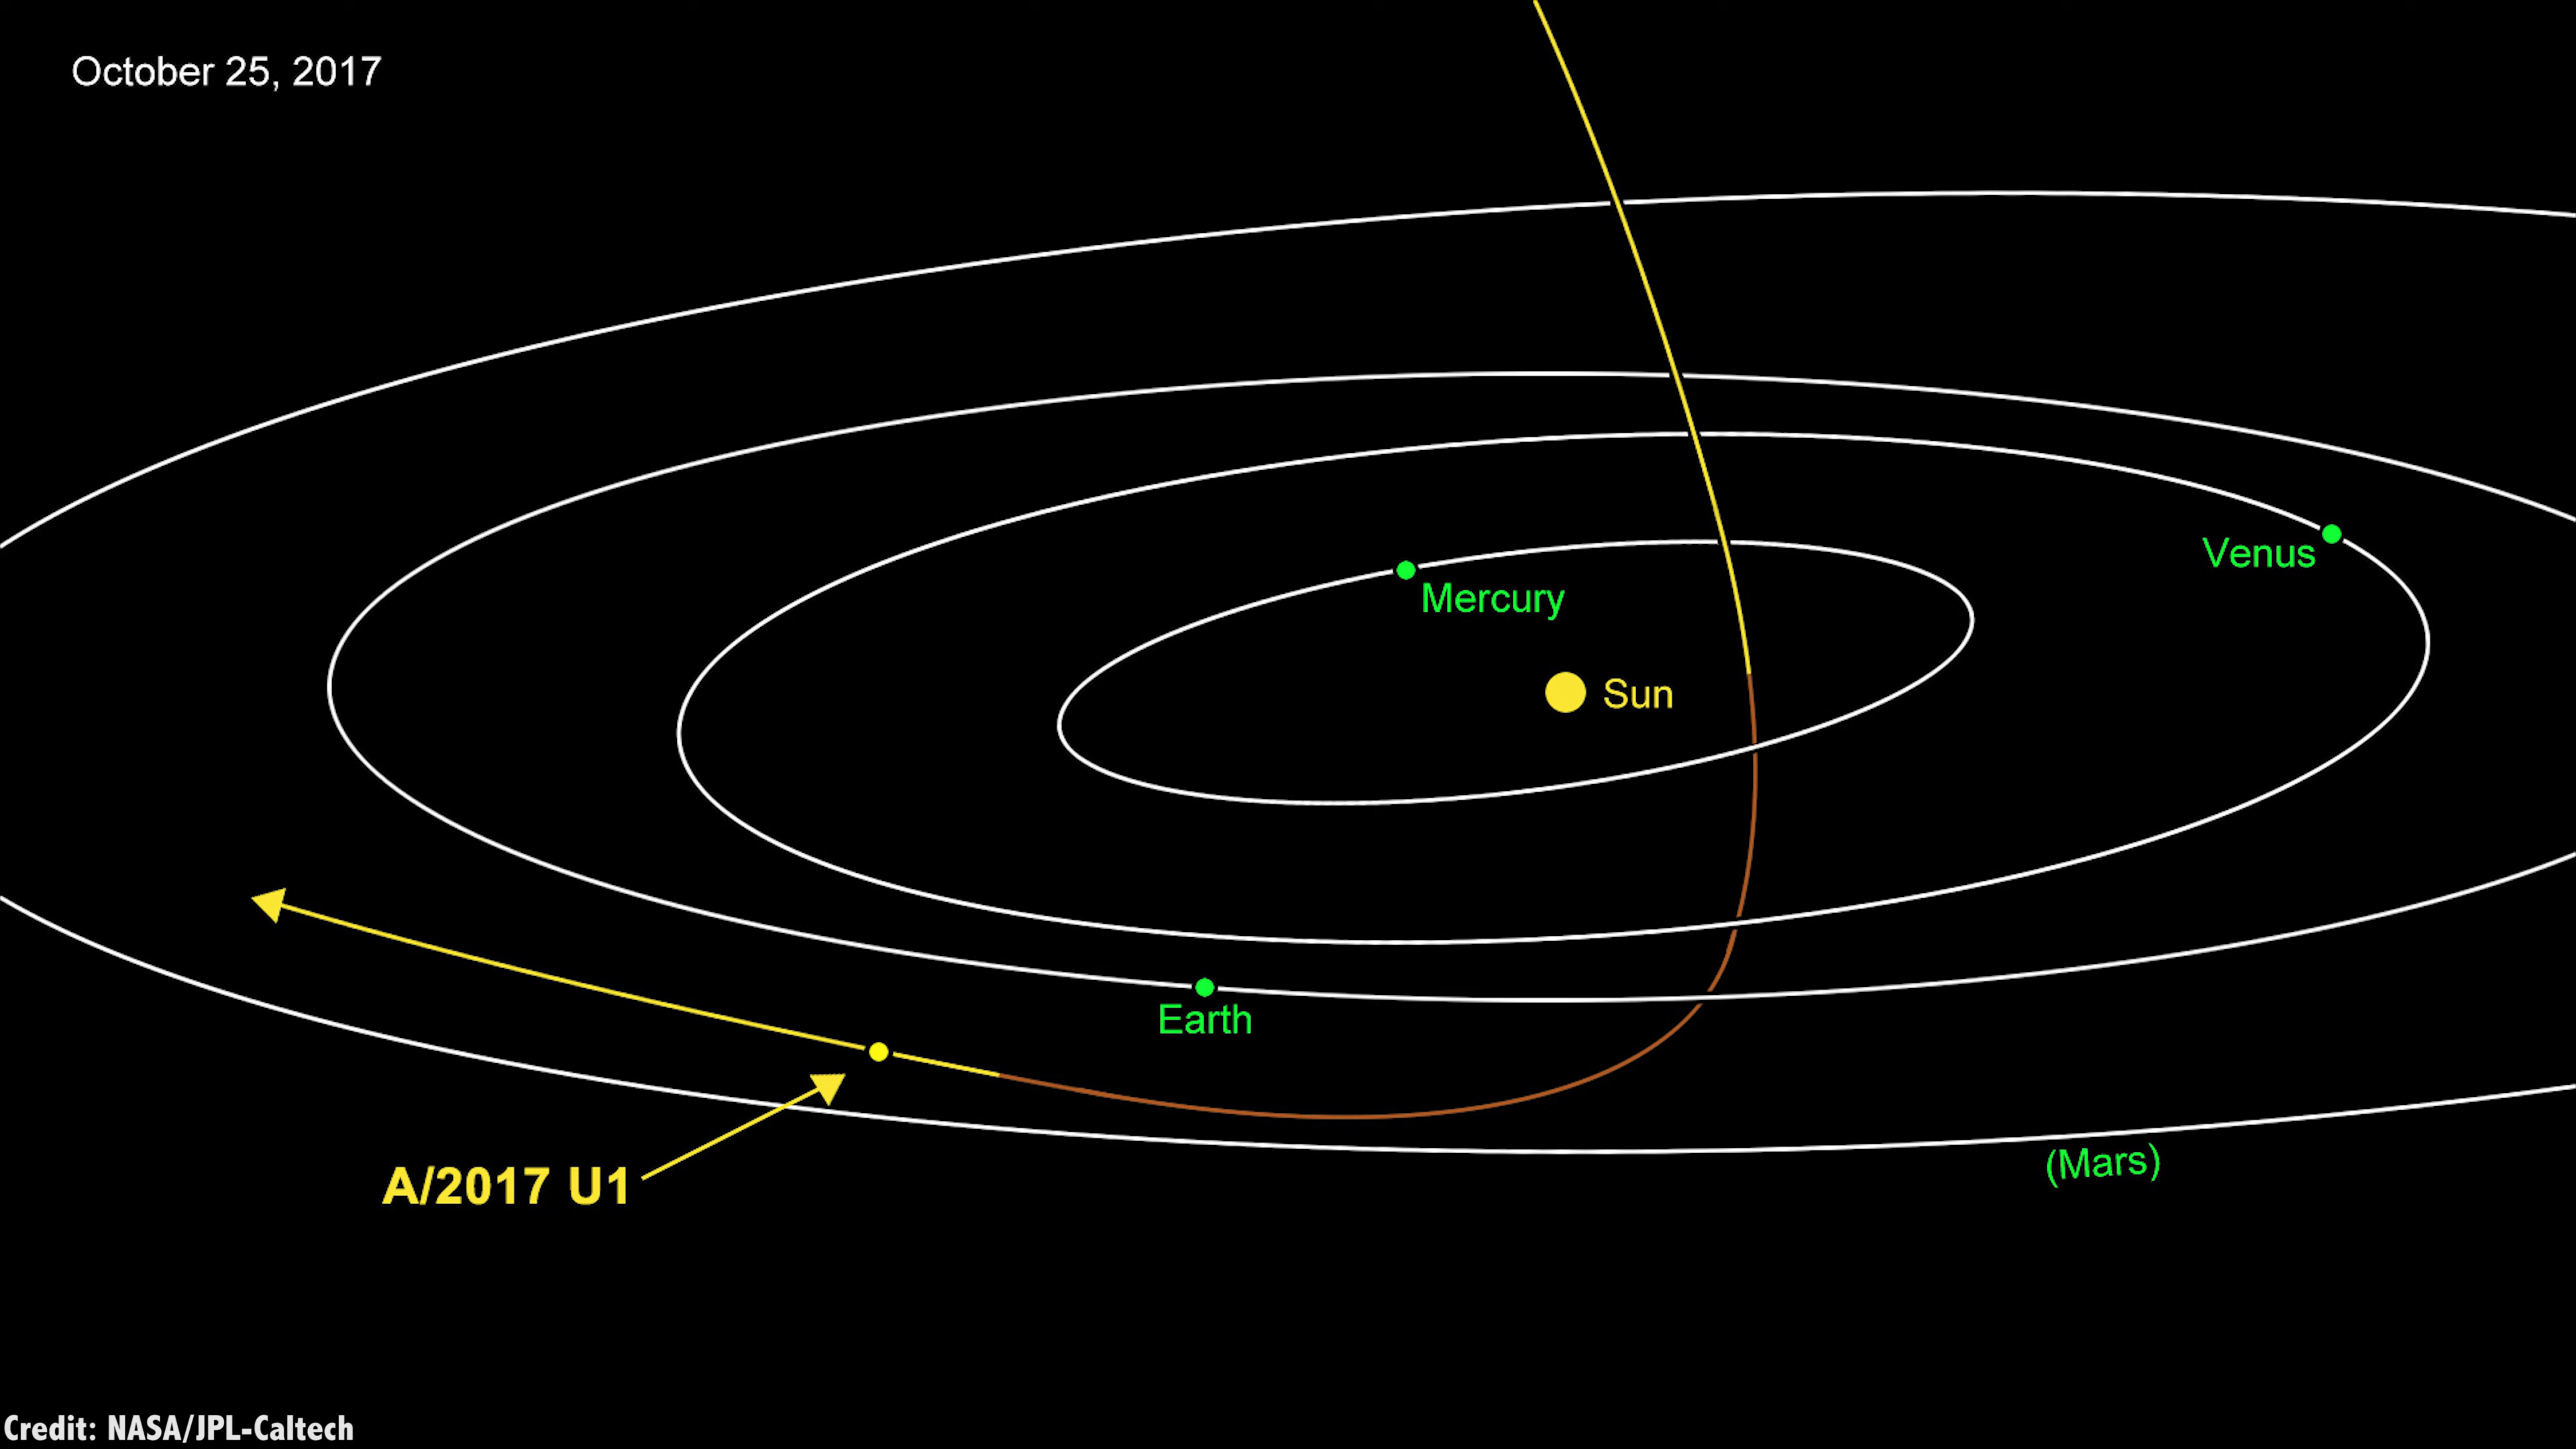 October 25, 2017
Venus
Mercury
Sun
Earth
A/2017 U1
(Mars)
Credit: NASA/JPL-Caltech